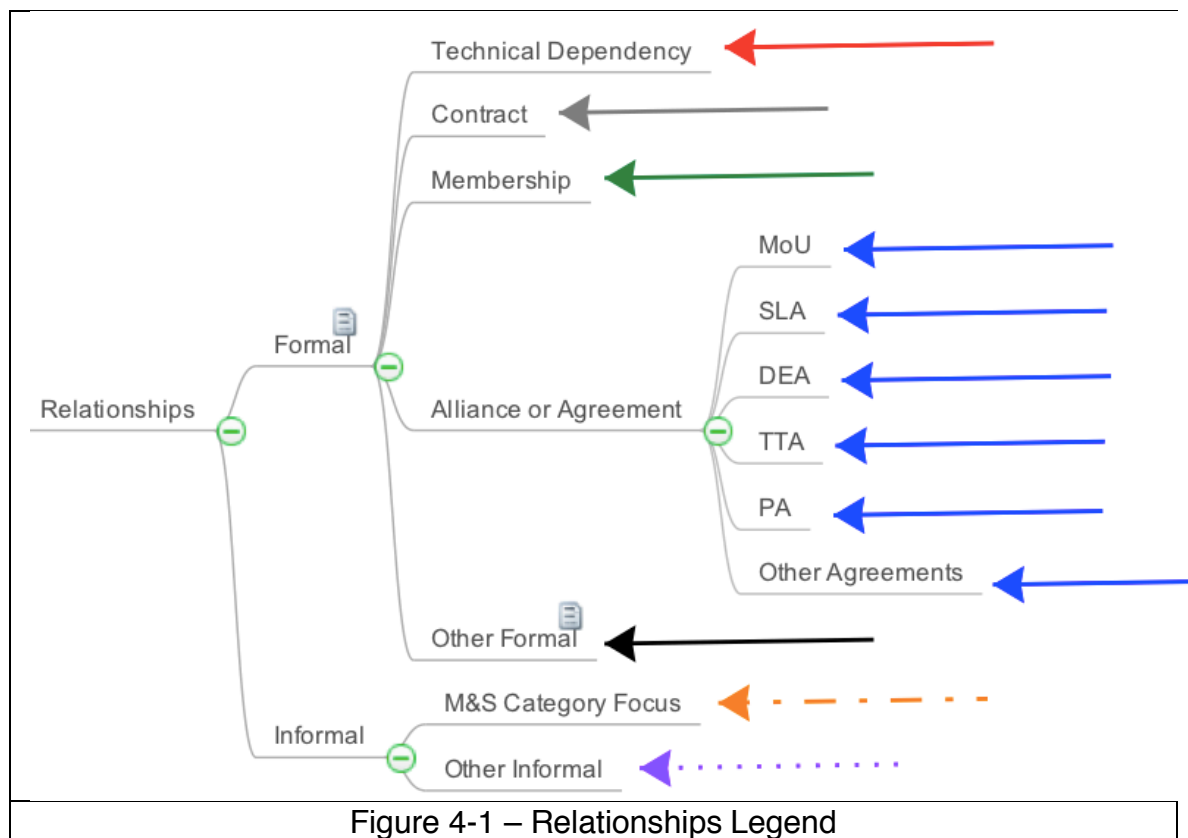 Technical Dependency
Contract
Membership
MoU
SLA
Formal
DEA
Relationships
Alliance or Agreement
TTA
PA
Other Agreements
Other Formal
M&S Category Focus
Informal
Other Informal
Figure 4-1 – Relationships Legend